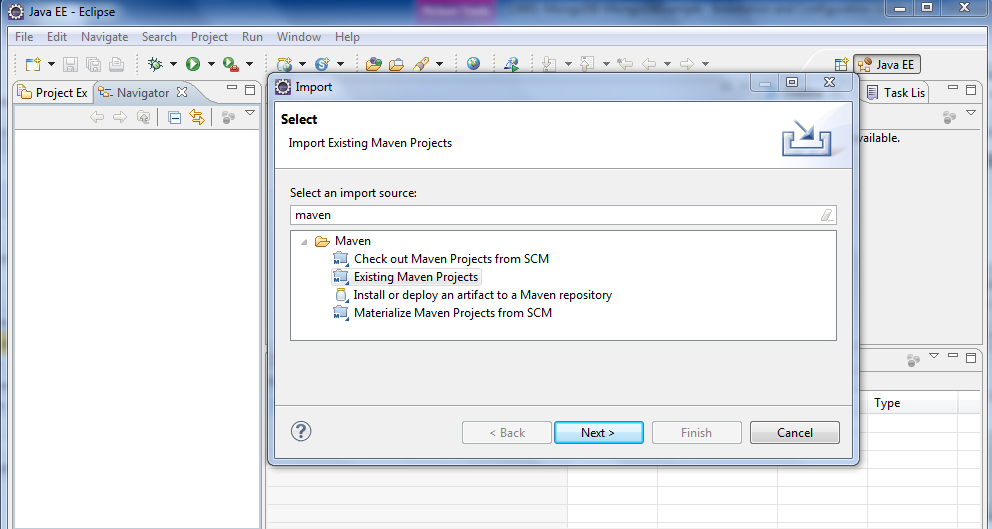 Java EE - Eclipse
File Edit Navigate Search Project Run Window Help
Java EE
Project Ex
Navigator
Task Lis
vailable.
Import
Select
Import Existing Maven Projects
Select an import source:
maven
Maven
Check out Maven Projects from SCM
Existing Maven Projects
Install or deploy an artifact to a Maven repository
Materialize Maven Projects from SCM
Type
< Back
Next >
Finish
Cancel